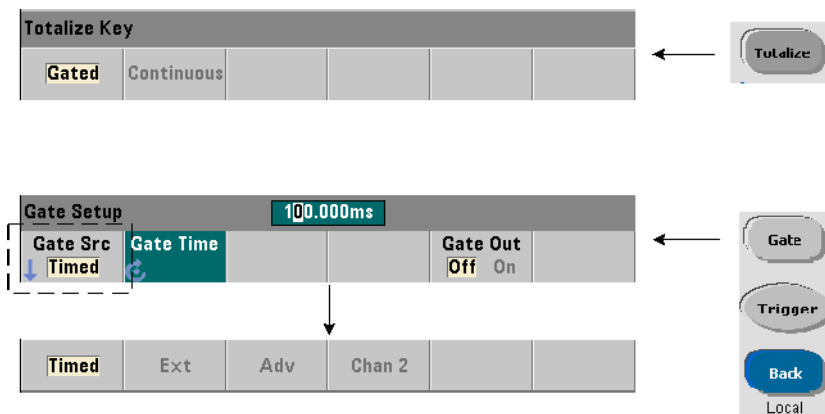 Totalize Key
Gated Continuous
Totalize
Gate Setup 100.000ms
Gate Src Gate Time Gate Out
Timed Off On
Gate
Trigger
Timed Ext Adv Chan 2
Back
Local